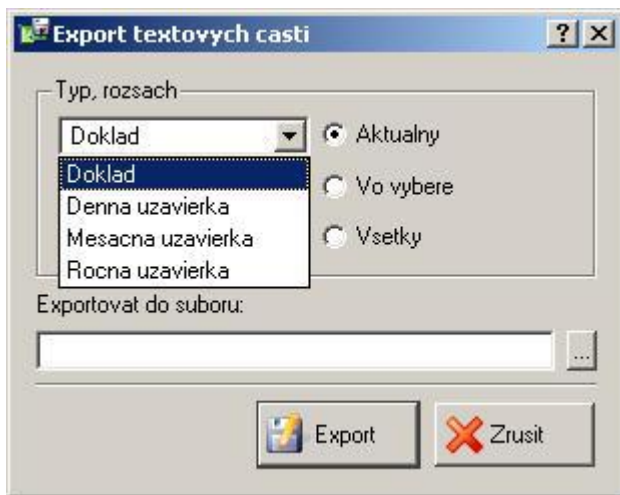 Export textovych casti
Typ, rozsach
Doklad
Aktualny
Doklad
Denna uzavierka
Vo vybere
Mesacna uzavierka
Vsetky
Rocna uzavierka
Exportovat do suboru:
...
Export
Zrusit